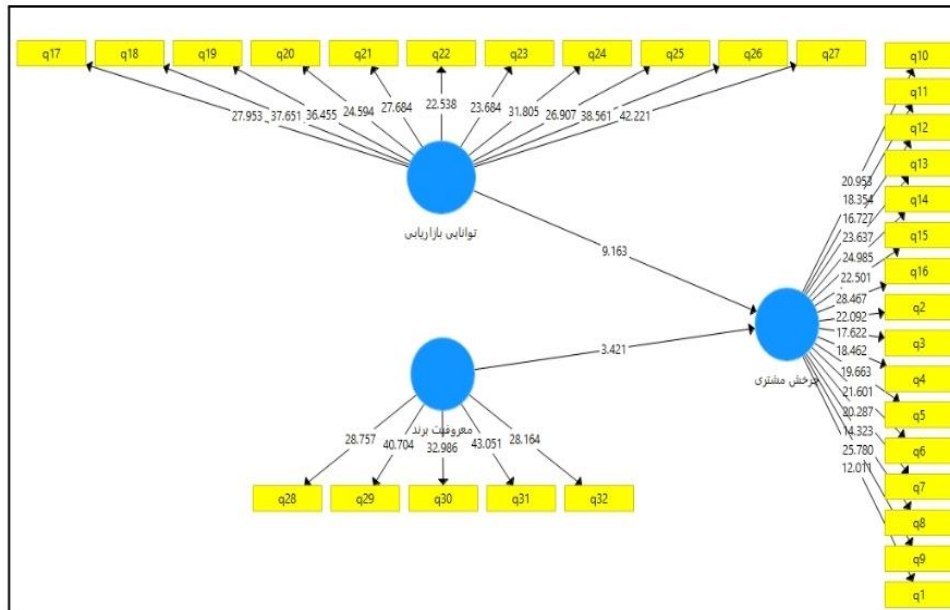 q17 q18 q19 q20 q21 q22 q23 q24 q25 q26 q27
27.953 37.651 36.455 24.594 27.684 22.538 23.684 31.805 26.907 38.561 42.221
توانایی بازاریابی
9.163
3.421
معروفیت برند
28.757 40.704 32.986 43.051 28.164
q28 q29 q30 q31 q32
چرخش مشتری
20.953
18.354
16.727
23.637
24.985
22.501
28.467
22.092
17.622
18.462
19.663
21.601
20.287
14.323
25.780
12.011
q10
q11
q12
q13
q14
q15
q16
q2
q3
q4
q5
q6
q7
q8
q9
q1